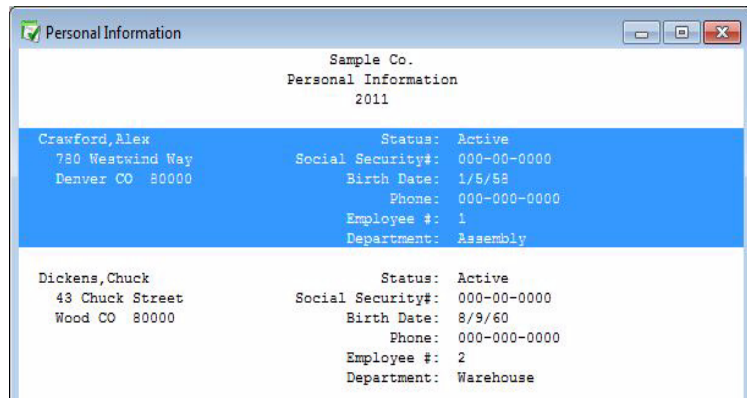 Personal Information
Sample Co.
Personal Information
2011
Crawford,Alex Status: Active
780 Westwind Way Social Security#: 000-00-0000
Denver CO 80000 Birth Date: 1/5/58
Phone: 000-000-0000
Employee #: 1
Department: Assembly
Dickens,Chuck Status: Active
43 Chuck Street Social Security#: 000-00-0000
Wood CO 80000 Birth Date: 8/9/60
Phone: 000-000-0000
Employee #: 2
Department: Warehouse